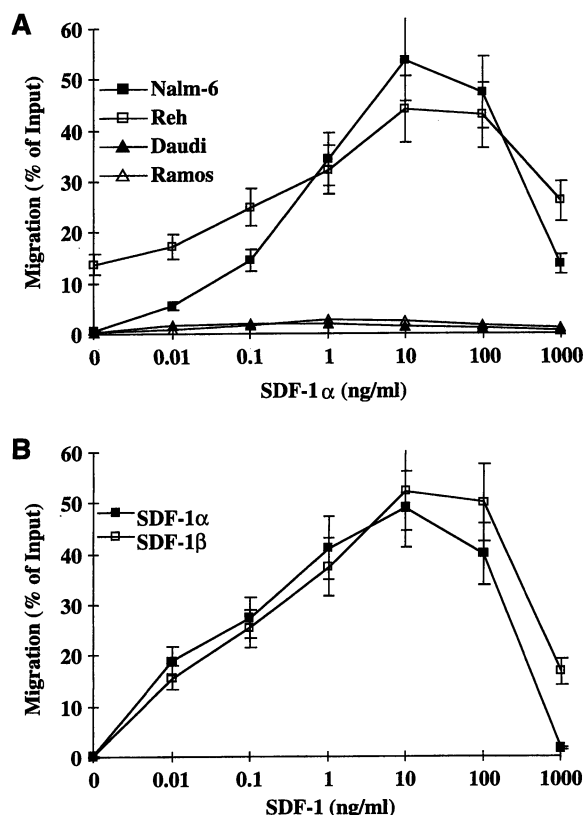 A
60
50
40
30
20
10
0
Migration (% of Input)
Nalm-6
Reh
Daudi
Ramos
0 0.01 0.1 1 10 100 1000
SDF-1α (ng/ml)
B
60
50
40
30
20
10
0
Migration (% of Input)
SDF-1α
SDF-1β
0 0.01 0.1 1 10 100 1000
SDF-1 (ng/ml)